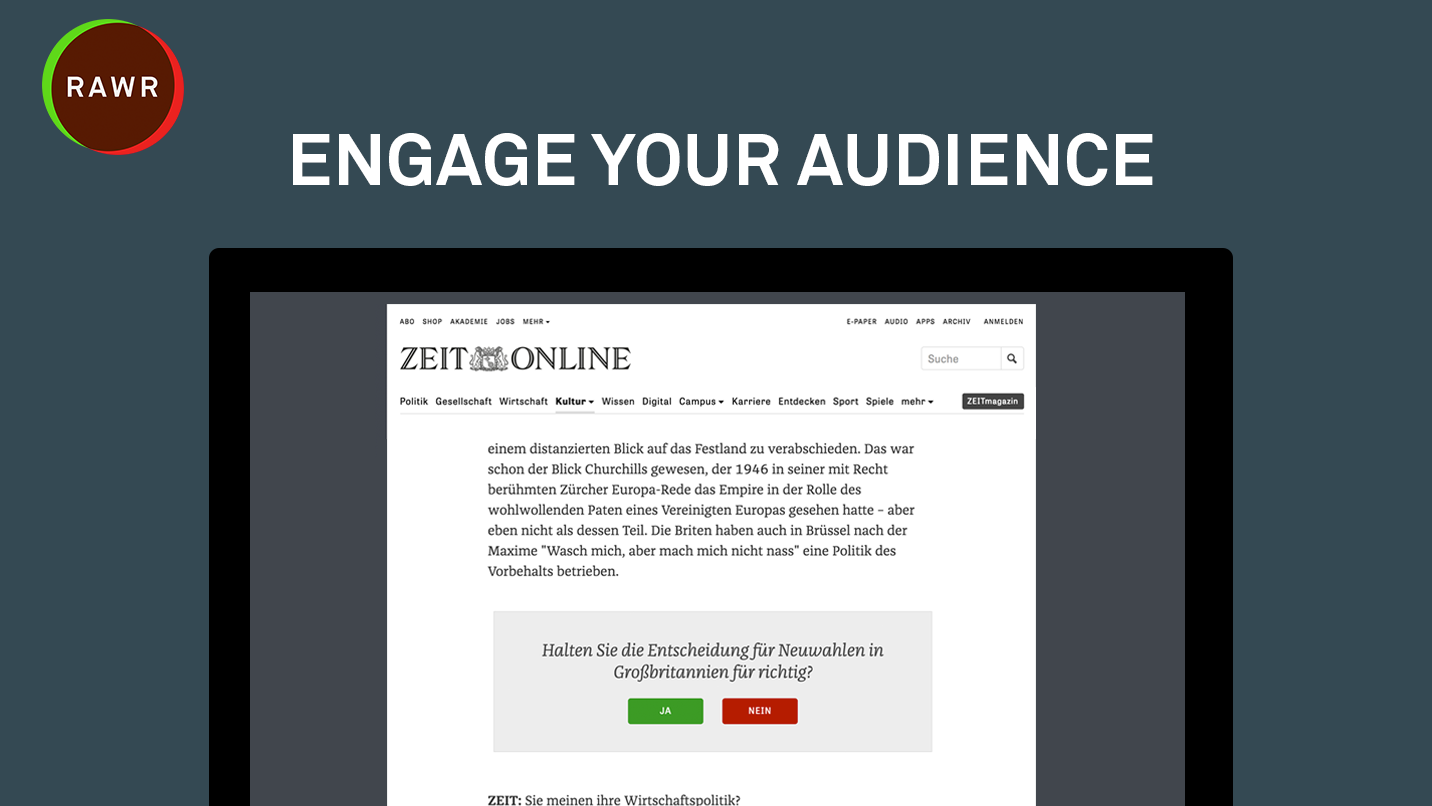 RAWR
ENGAGE YOUR AUDIENCE
ABO SHOP AKADEMIE JOBS MEHR
E-PAPER AUDIO APPS ARCHIV ANMELDEN
ZEIT ONLINE
Suche
Politik Gesellschaft Wirtschaft Kultur Wissen Digital Campus Karriere Entdecken Sport Spiele mehr
ZEITmagazin
einem distanzierten Blick auf das Festland zu verabschieden. Das war
schon der Blick Churchills gewesen, der 1946 in seiner mit Recht
berühmten Zürcher Europa-Rede das Empire in der Rolle des
wohlwollenden Paten eines Vereinigten Europas gesehen hatte – aber
eben nicht als dessen Teil. Die Briten haben auch in Brüssel nach der
Maxime "Wasch mich, aber mach mich nicht nass" eine Politik des
Vorbehalts betrieben.
Halten Sie die Entscheidung für Neuwahlen in
Großbritannien für richtig?
JA
NEIN
ZEIT: Sie meinen ihre Wirtschaftspolitik?